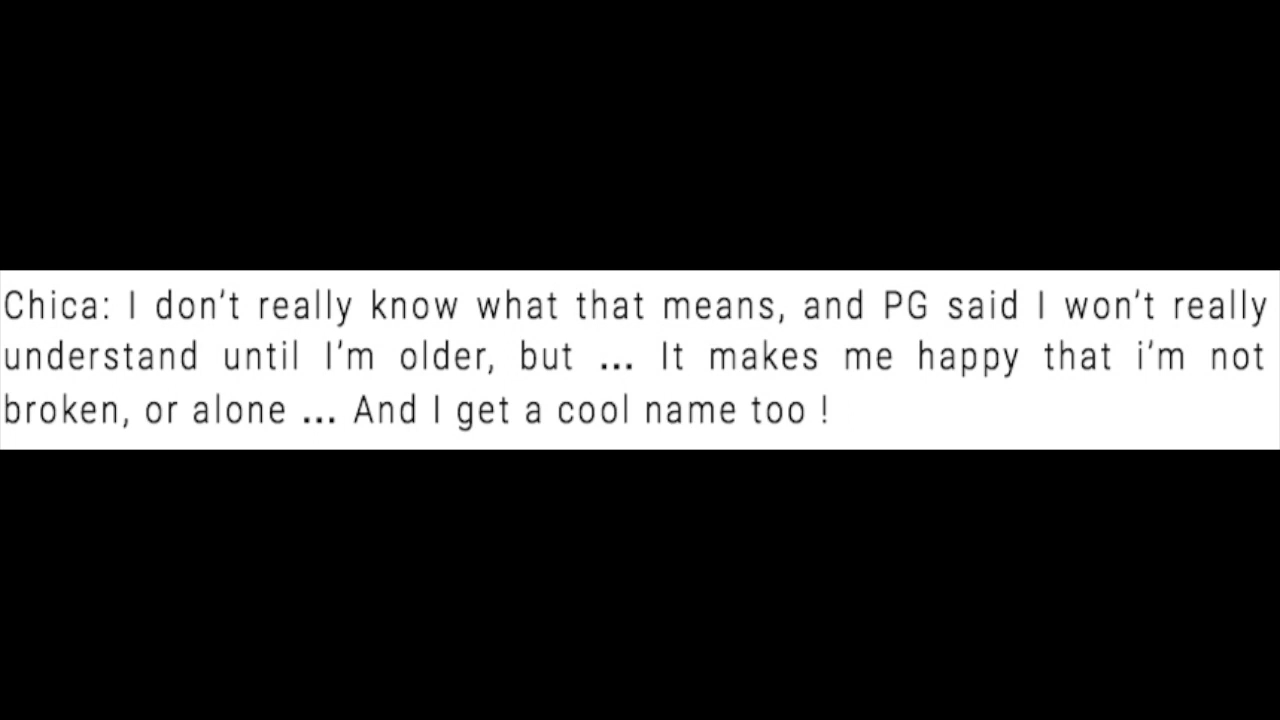 Chica: I don't really know what that means, and PG said I won't really
understand until I'm older, but ... It makes me happy that i'm not
broken, or alone ... And I get a cool name too !